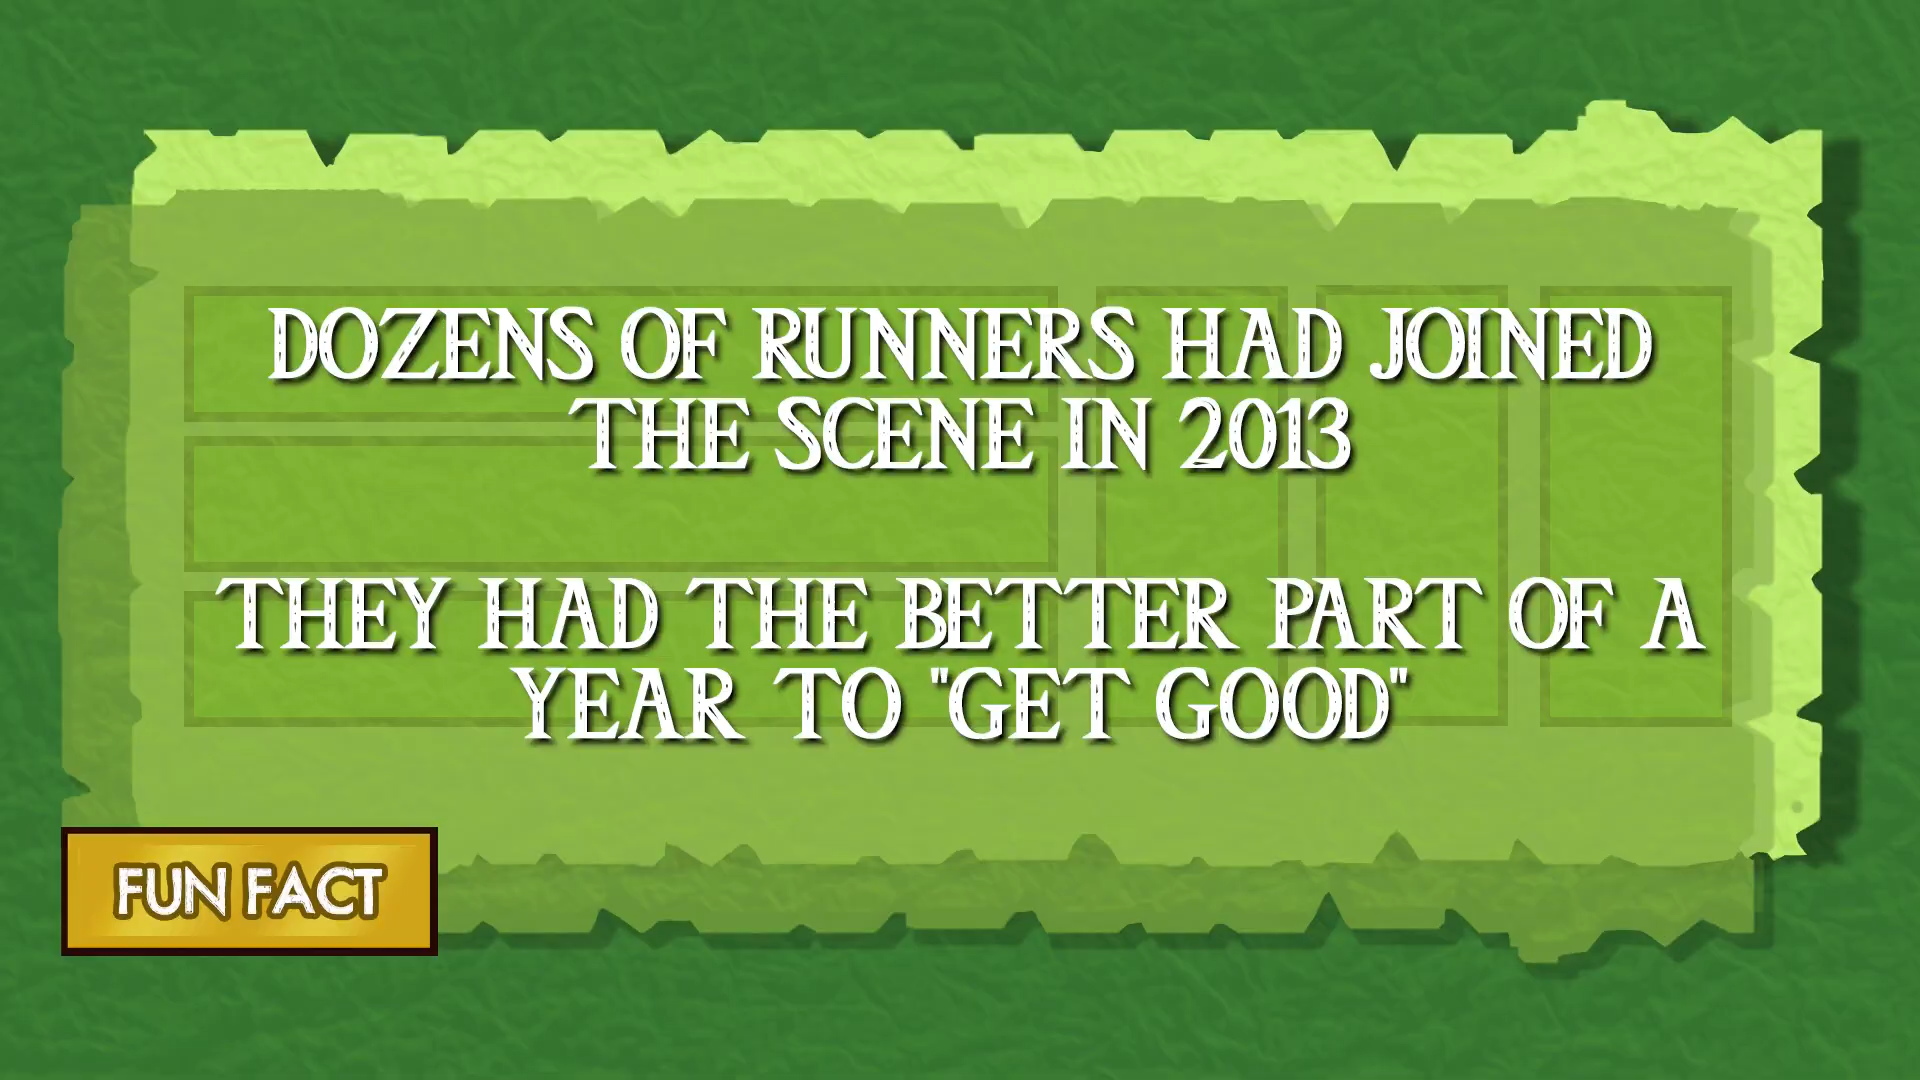 DOZENS OF RUNNERS HAD JOINED
THE SCENE IN 2013
THEY HAD THE BETTER PART OF A
YEAR TO "GET GOOD"
FUN FACT